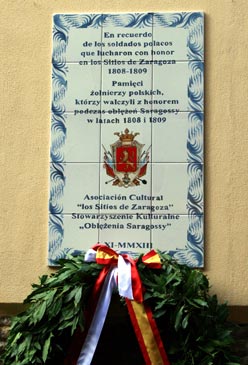 En recuerdo
de los soldados polacos
que lucharon con honor
en los Sitios de Zaragoza
1808-1809
Pamięci
żołnierzy polskich,
którzy walczyli z honorem
podczas oblężeń Saragossy
w latach 1808 i 1809
Asociación Cultural
"los Sitios de Zaragoza"
Stowarzyszenie Kulturalne
„Oblężenia Saragossy"
XI-MMXIII